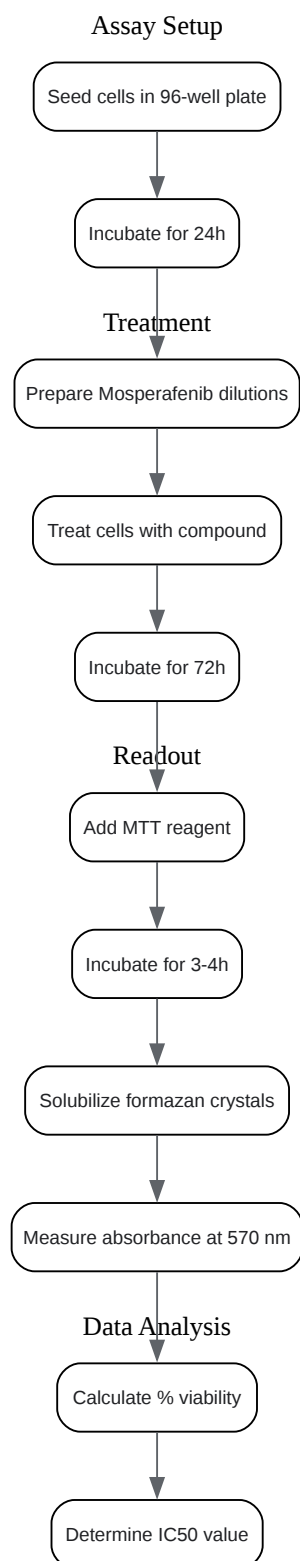 Assay Setup
Seed cells in 96-well plate
Incubate for 24h
Treatment
Prepare Mosperafenib dilutions
Treat cells with compound
Incubate for 72h
Readout
Add MTT reagent
Incubate for 3-4h
Solubilize formazan crystals
Measure absorbance at 570 nm
Data Analysis
Calculate % viability
Determine IC50 value